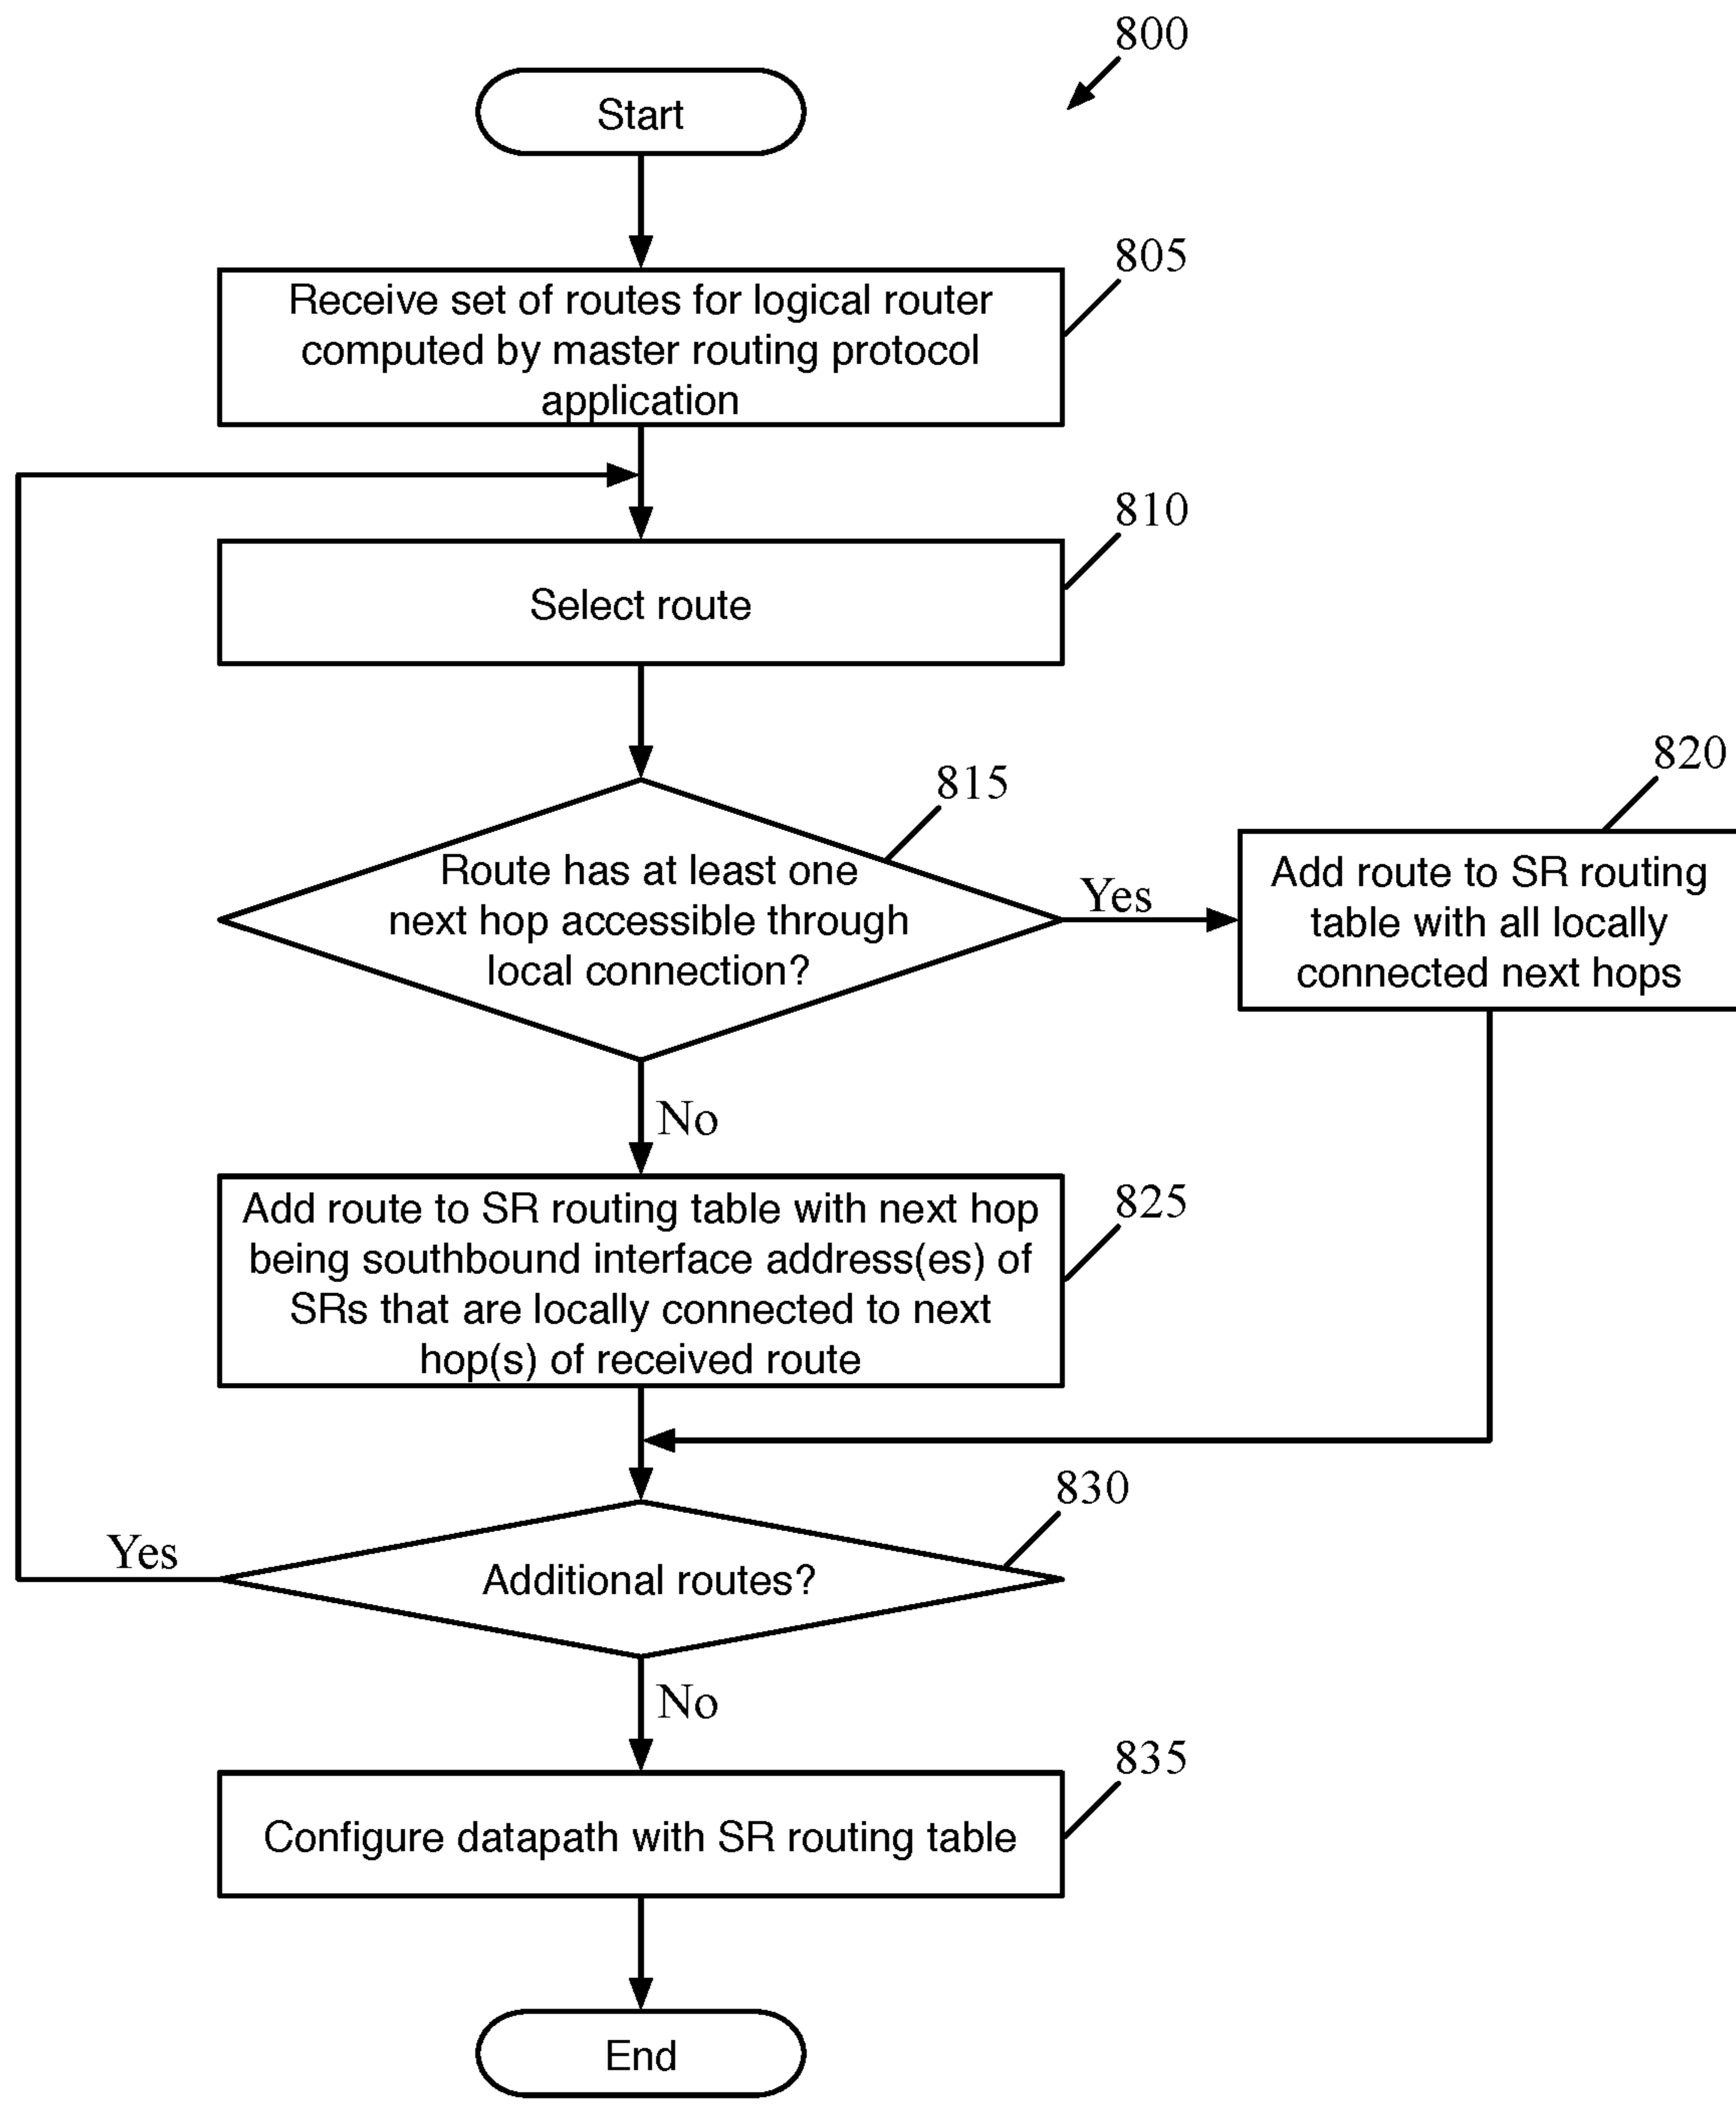 800
Start
805
Receive set of routes for logical router
computed by master routing protocol
application
810
Select route
815
Route has at least one
next hop accessible through
local connection?
Yes
820
Add route to SR routing
table with all locally
connected next hops
No
825
Add route to SR routing table with next hop
being southbound interface address(es) of
SRs that are locally connected to next
hop(s) of received route
830
Additional routes?
Yes
No
835
Configure datapath with SR routing table
End